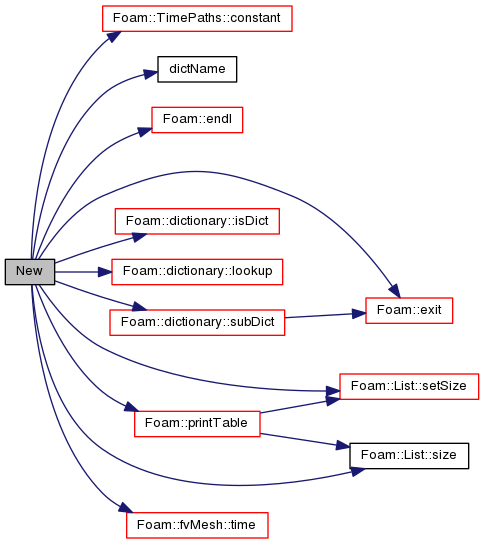 Foam::TimePaths::constant
dictName
Foam::endl
Foam::dictionary::isDict
New
Foam::dictionary::lookup
Foam::dictionary::subDict
Foam::exit
Foam::List::setSize
Foam::printTable
Foam::List::size
Foam::fvMesh::time